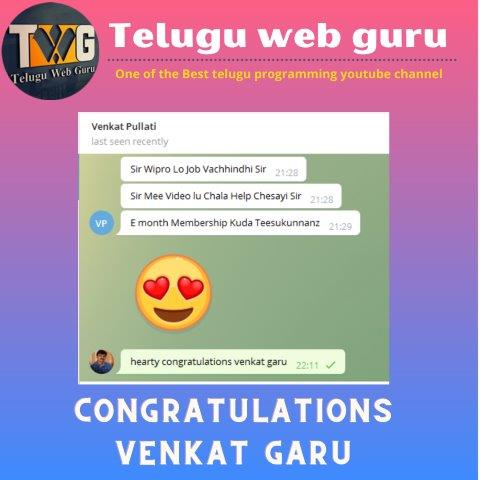 TWG
Telugu Web Guru
Telugu web guru
One of the Best telugu programming youtube channel
Venkat Pullati
last seen recently
Sir Wipro Lo Job Vachhindhi Sir 21:28
Sir Mee Video lu Chala Help Chesayi Sir 21:28
VP E month Membership Kuda Teesukunnanz 21:29
hearty congratulations venkat garu 22:11
CONGRATULATIONS
VENKAT GARU